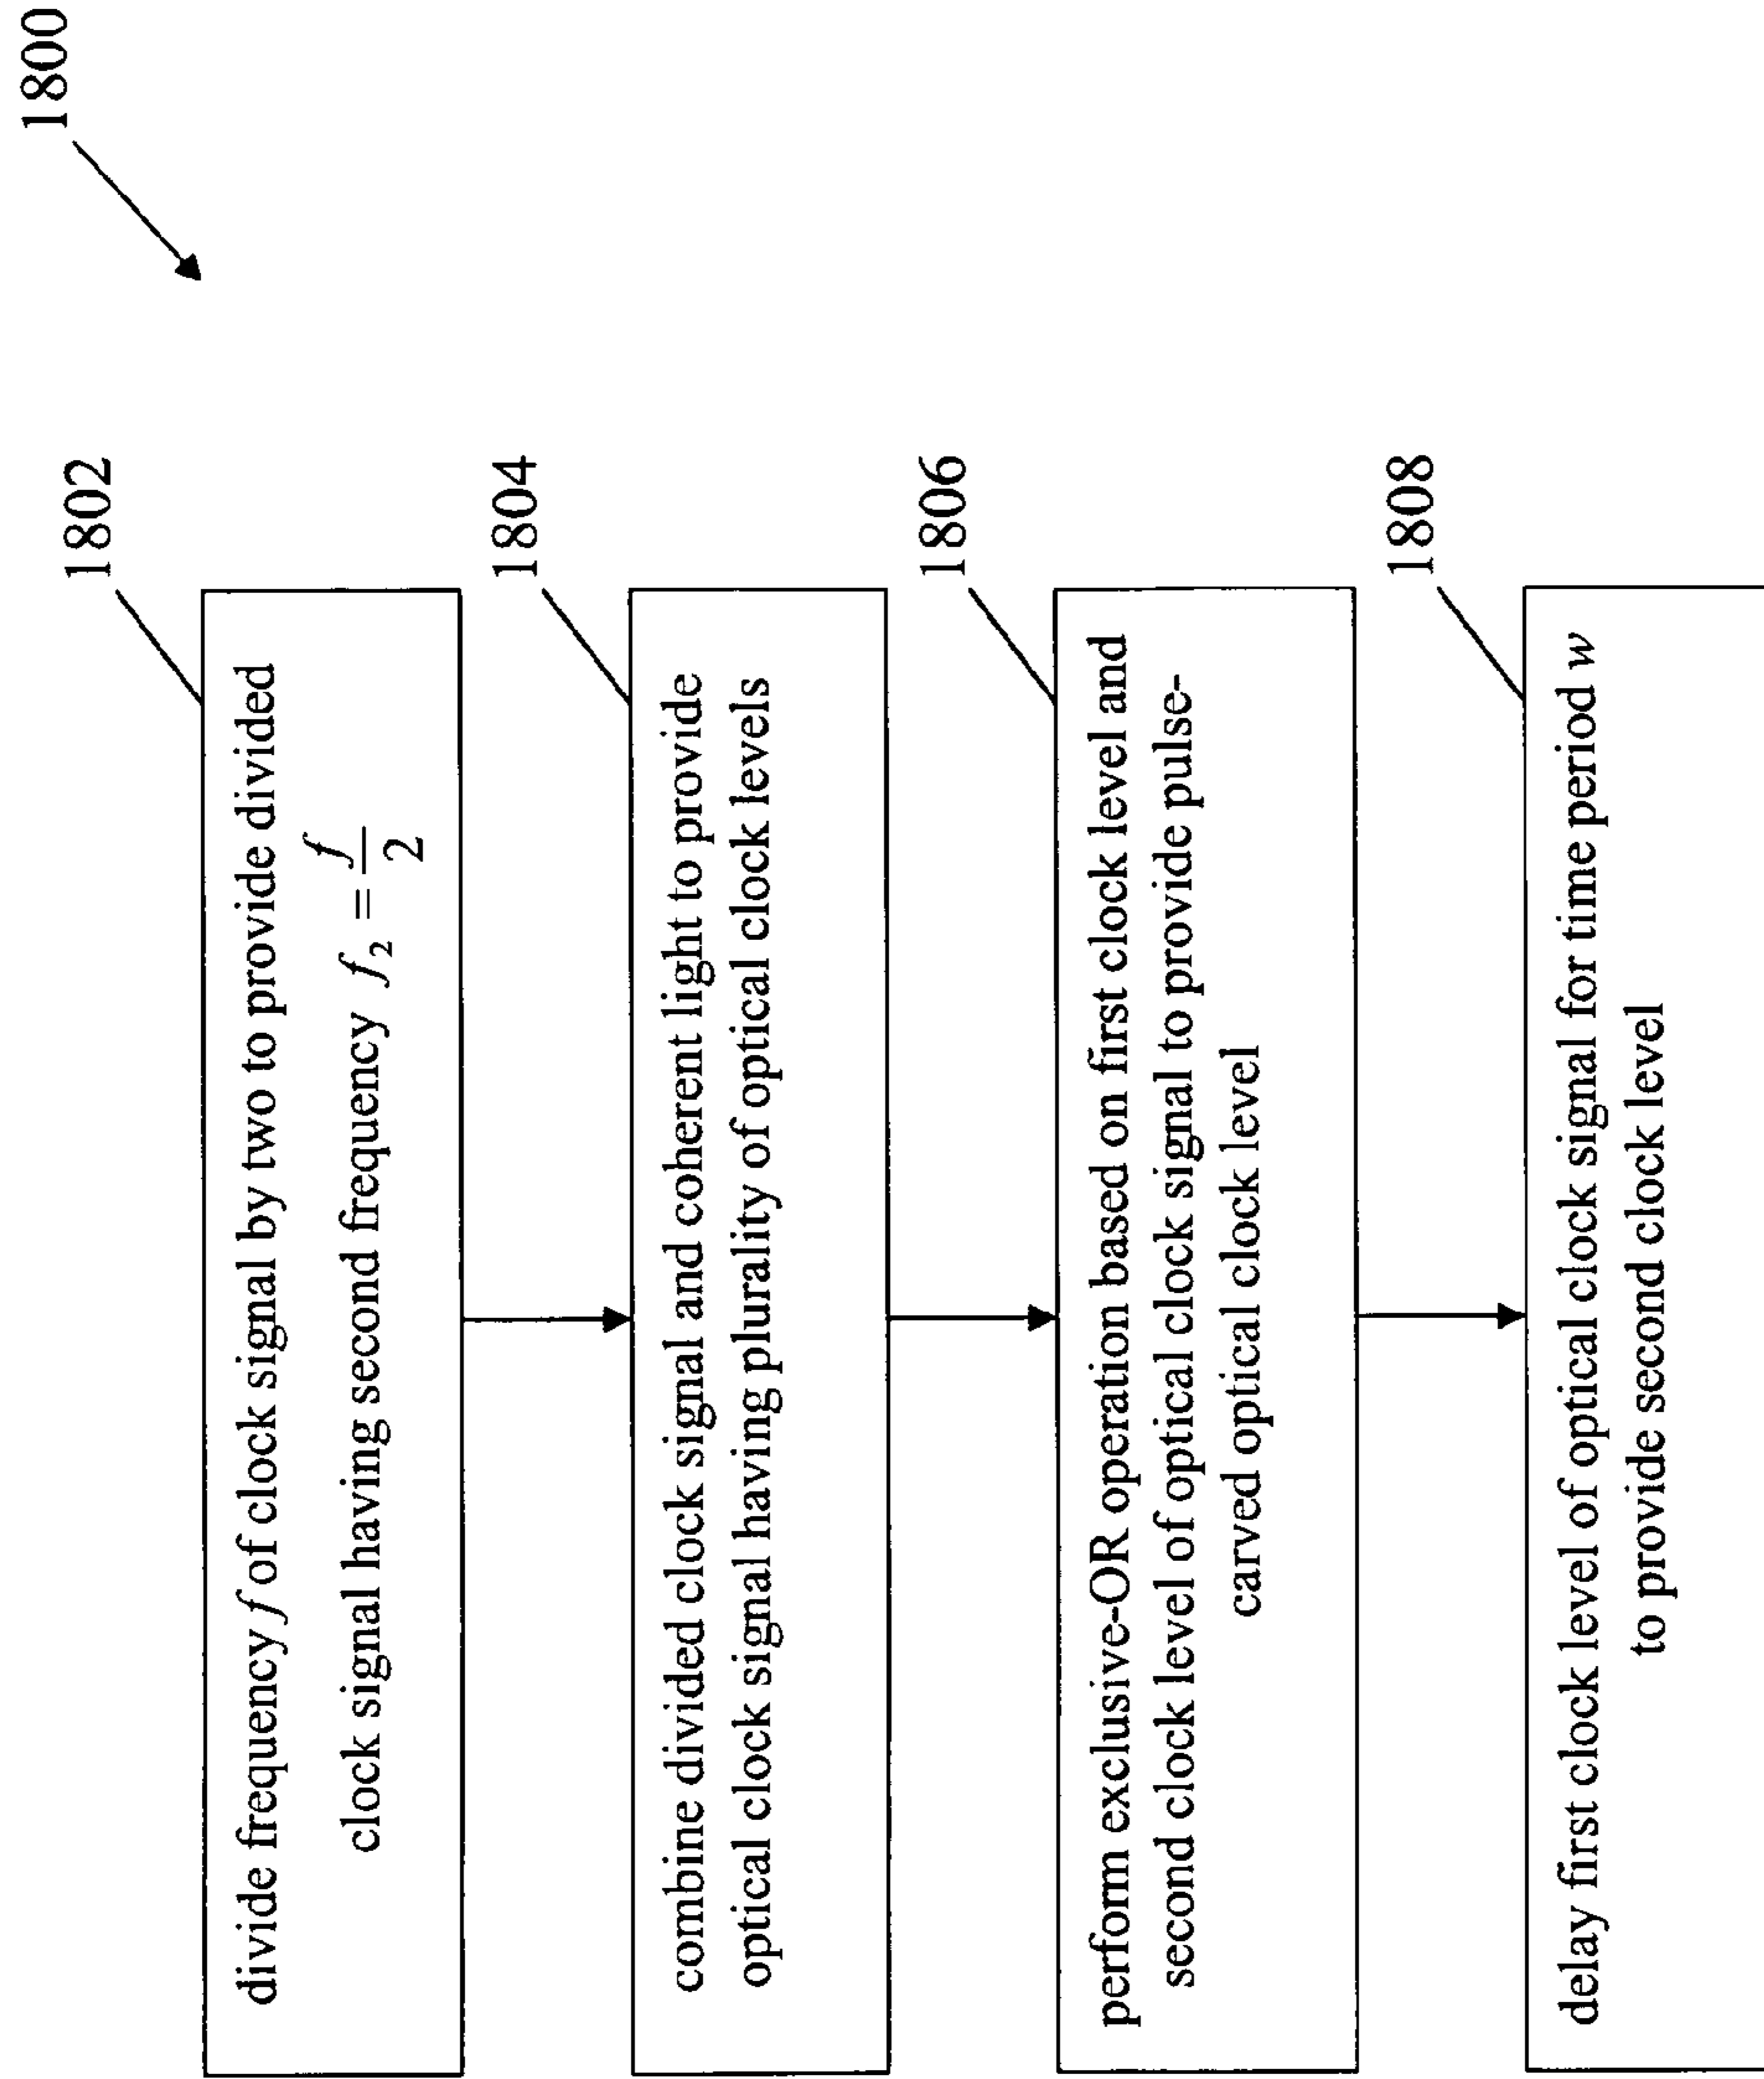 1800
1802
divide frequency f of clock signal by two to provide divided
clock signal having second frequency f₂ = f/2
1804
combine divided clock signal and coherent light to provide
optical clock signal having plurality of optical clock levels
1806
perform exclusive-OR operation based on first clock level and
second clock level of optical clock signal to provide pulse-
carved optical clock level
1808
delay first clock level of optical clock signal for time period w
to provide second clock level